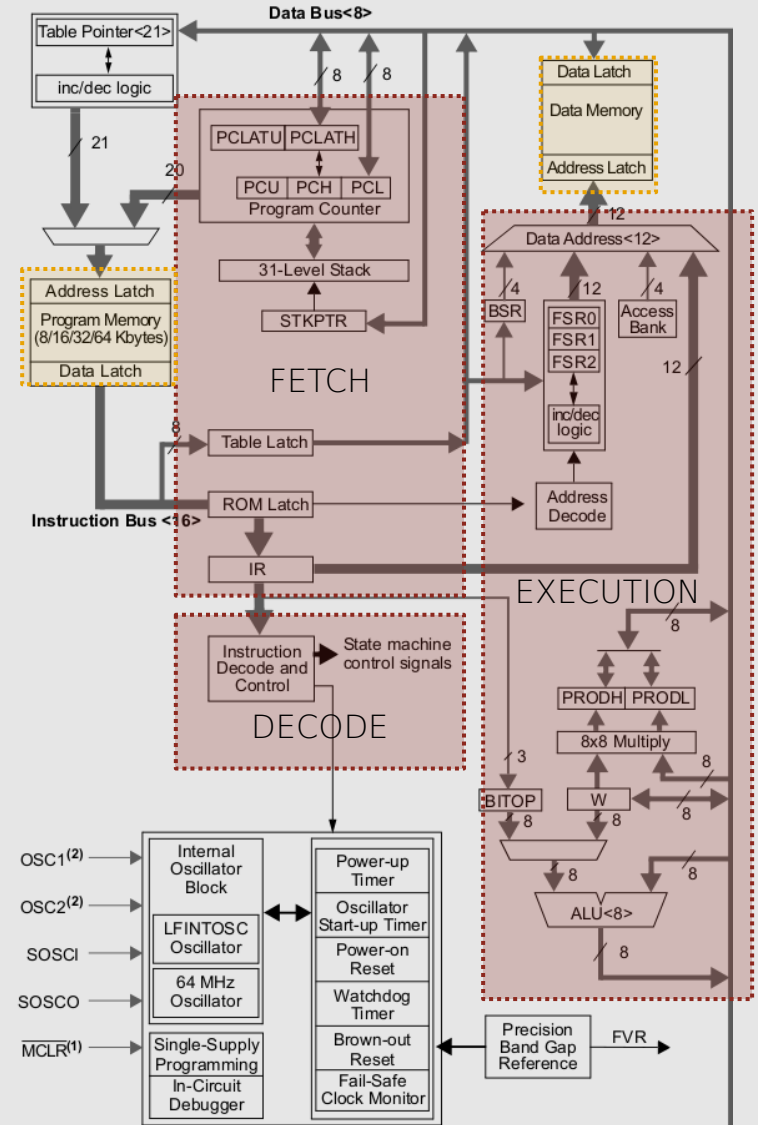 Data Bus<8>
Table Pointer<21>
inc/dec logic
21
20
8
8
PCLATU PCLATH
PCU PCH PCL
Program Counter
31-Level Stack
STKPTR
Address Latch
Program Memory
(8/16/32/64 Kbytes)
Data Latch
FETCH
8
Table Latch
ROM Latch
Instruction Bus <16>
IR
Data Latch
Data Memory
Address Latch
12
Data Address<12>
4
12
4
BSR
FSR0
FSR1
FSR2
Access
Bank
12
inc/dec
logic
Address
Decode
EXECUTION
Instruction
Decode and
Control
State machine
control signals
DECODE
8
PRODH PRODL
8x8 Multiply
8
3
BITOP
W
8
8
8
8
8
ALU<8>
8
OSC1(2)
OSC2(2)
SOSCI
SOSCO
MCLR(1)
Internal
Oscillator
Block
LFINTOSC
Oscillator
64 MHz
Oscillator
Single-Supply
Programming
In-Circuit
Debugger
Power-up
Timer
Oscillator
Start-up Timer
Power-on
Reset
Watchdog
Timer
Brown-out
Reset
Fail-Safe
Clock Monitor
Precision
Band Gap
Reference
FVR